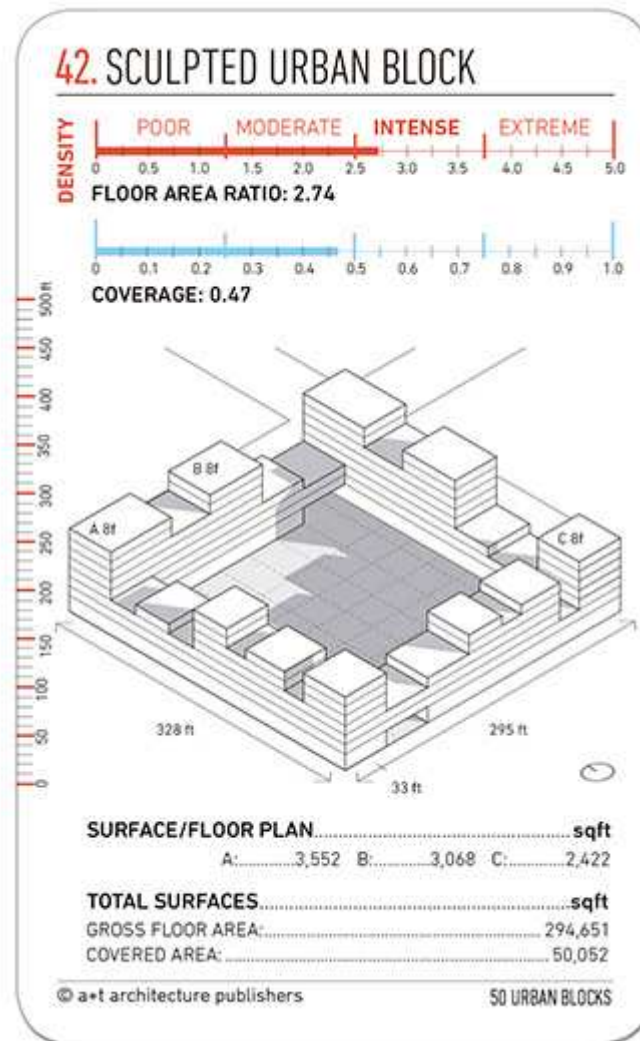 42. SCULPTED URBAN BLOCK
DENSITY
POOR MODERATE INTENSE EXTREME
0 0.5 1.0 1.5 2.0 2.5 3.0 3.5 4.0 4.5 5.0
FLOOR AREA RATIO: 2.74
0 0.1 0.2 0.3 0.4 0.5 0.6 0.7 0.8 0.9 1.0
COVERAGE: 0.47
500 ft
450
400
350
300
250
200
150
100
50
0
B 8f
A 8f
C 8f
328 ft
295 ft
33 ft
SURFACE/FLOOR PLAN..........sqft
A:..........3,552 B:..........3,068 C:..........2,422
TOTAL SURFACES..........sqft
GROSS FLOOR AREA:..........294,651
COVERED AREA:..........50,052
© a+t architecture publishers 50 URBAN BLOCKS